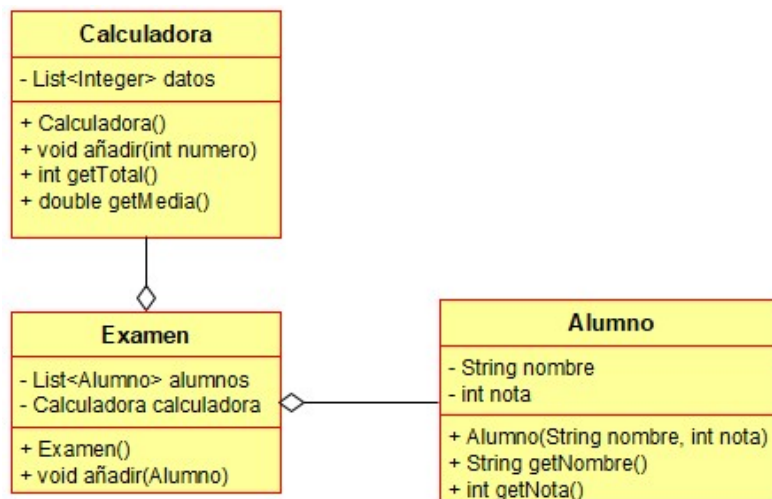 Calculadora
- List<Integer> datos
+ Calculadora()
+ void añadir(int numero)
+ int getTotal()
+ double getMedia()
Examen
- List<Alumno> alumnos
- Calculadora calculadora
+ Examen()
+ void añadir(Alumno)
Alumno
- String nombre
- int nota
+ Alumno(String nombre, int nota)
+ String getNombre()
+ int getNota()